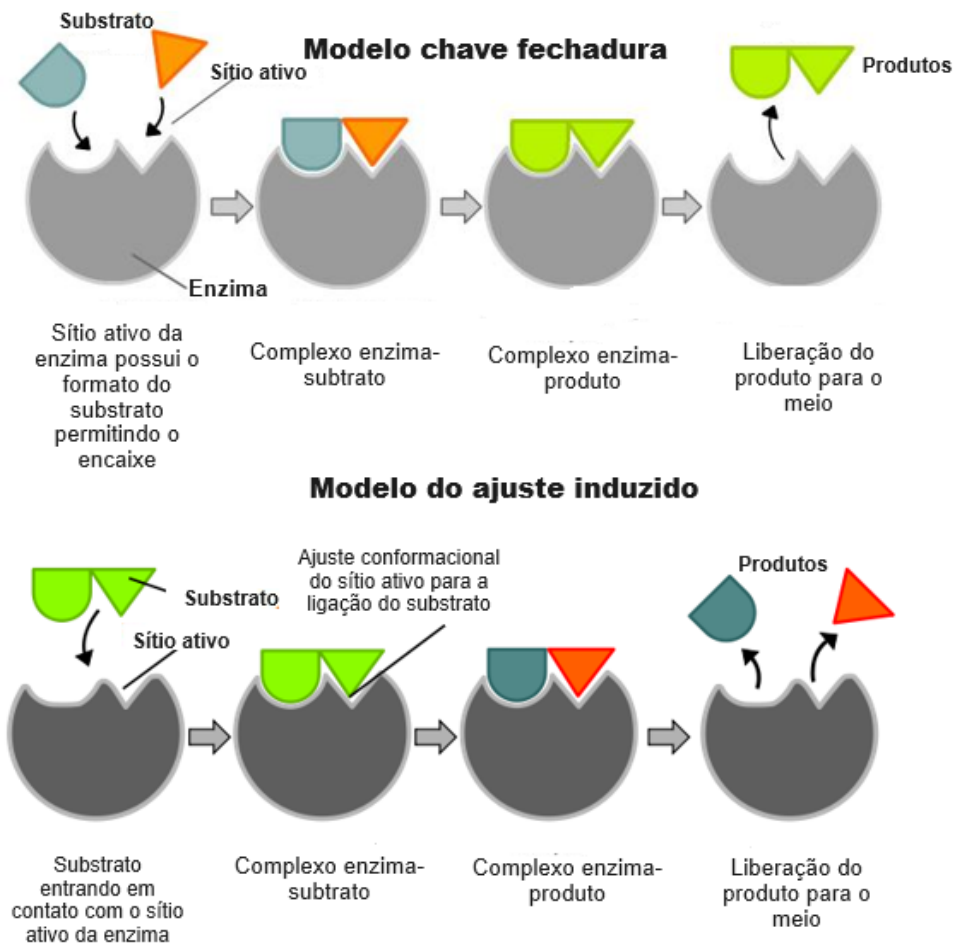 Substrato
Modelo chave fechadura
Sítio ativo
Produtos
Enzima
Sítio ativo da
enzima possui o
formato do
substrato
permitindo o
encaixe
Complexo enzima-
subtrato
Complexo enzima-
produto
Liberação do
produto para o
meio
Modelo do ajuste induzido
Substrato
Sítio ativo
Ajuste conformacional
do sítio ativo para a
ligação do substrato
Produtos
Substrato
entrando em
contato com o sítio
ativo da enzima
Complexo enzima-
subtrato
Complexo enzima-
produto
Liberação do
produto para o
meio